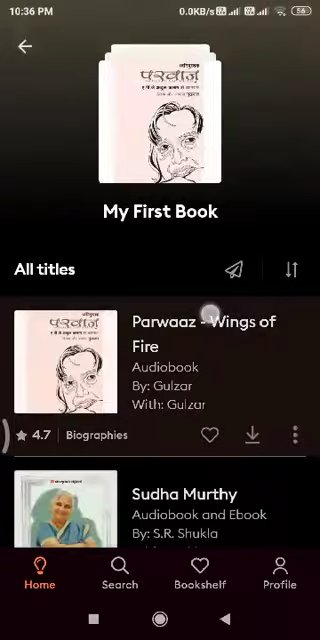 10:36 PM
0.0KB/s
56
परवाज़
My First Book
All titles
Parwaaz - Wings of
Fire
परवाज़
Audiobook
By: Gulzar
With: Gulzar
4.7
Biographies
Sudha Murthy
Audiobook and Ebook
By: S.R. Shukla
Home
Search
Bookshelf
Profile